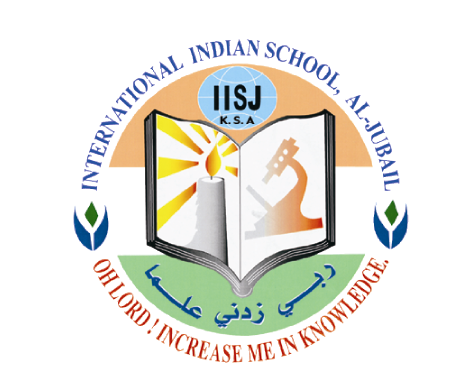 INTERNATIONAL INDIAN SCHOOL, AL-JUBAIL
IISJ
K.S.A
ربي زدني علما
OH LORD ! INCREASE ME IN KNOWLEDGE.